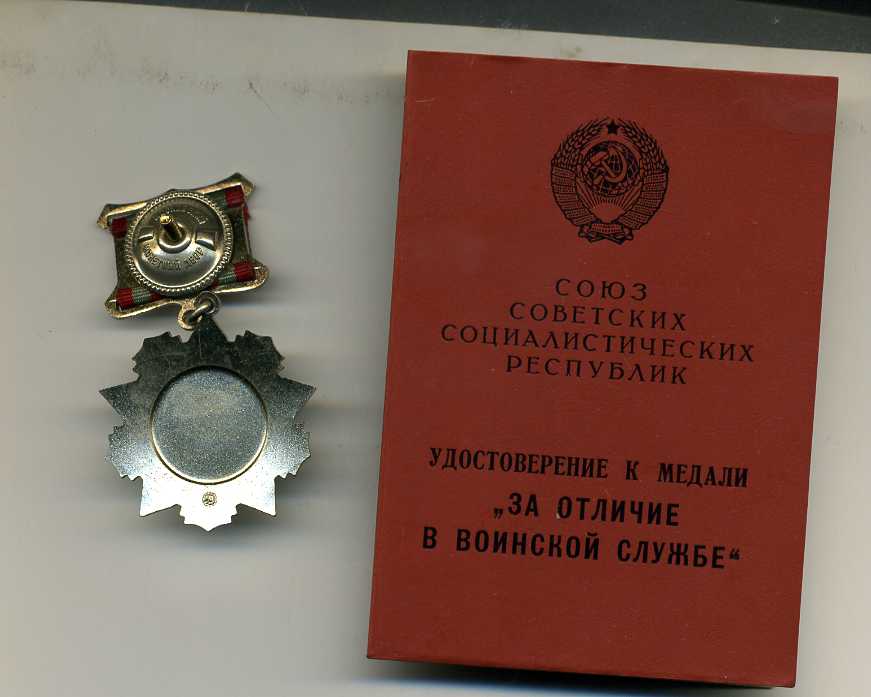 СОЮЗ
СОВЕТСКИХ
СОЦИАЛИСТИЧЕСКИХ
РЕСПУБЛИК
УДОСТОВЕРЕНИЕ К МЕДАЛИ
„ЗА ОТЛИЧИЕ
В ВОИНСКОЙ СЛУЖБЕ“